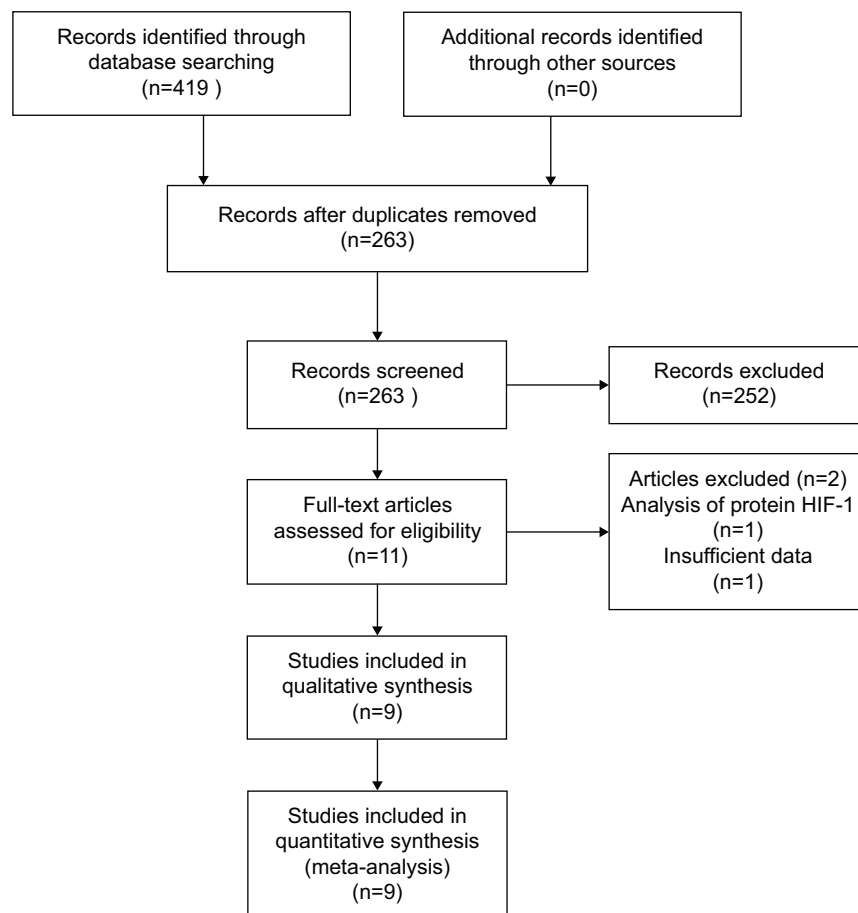 Records identified through
database searching
(n=419 )
Additional records identified
through other sources
(n=0)
Records after duplicates removed
(n=263)
Records screened
(n=263 )
Records excluded
(n=252)
Full-text articles
assessed for eligibility
(n=11)
Articles excluded (n=2)
Analysis of protein HIF-1
(n=1)
Insufficient data
(n=1)
Studies included in
qualitative synthesis
(n=9)
Studies included in
quantitative synthesis
(meta-analysis)
(n=9)